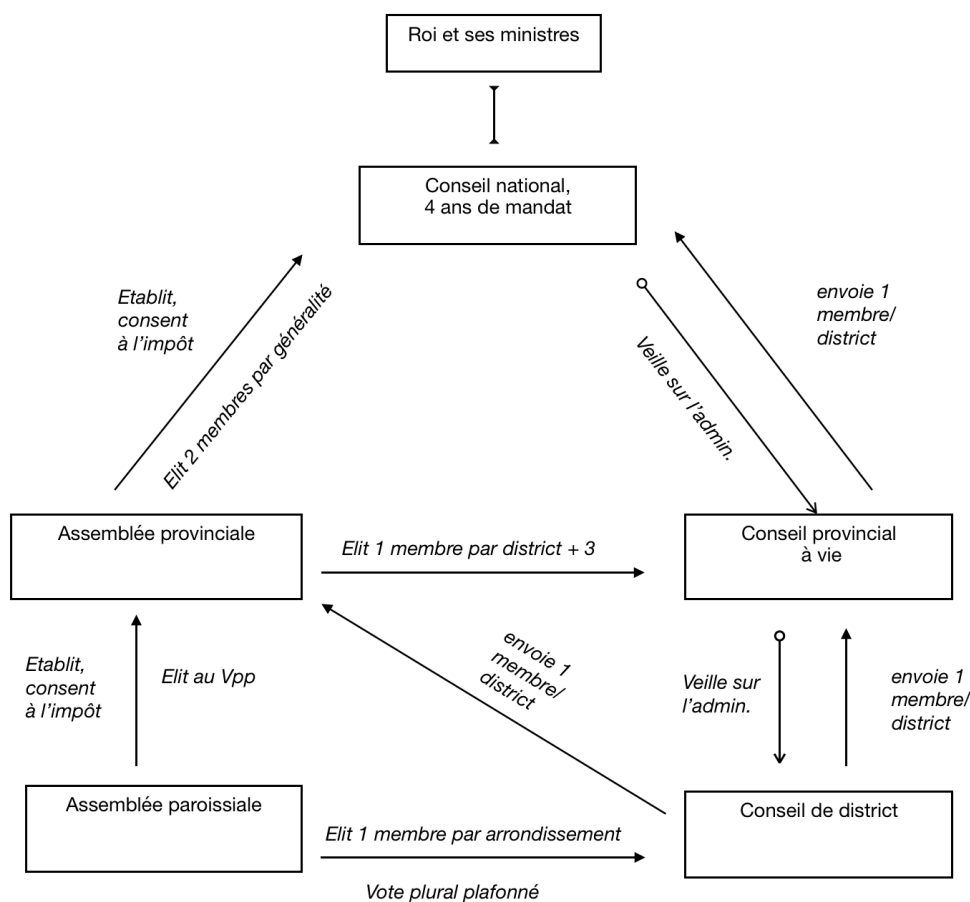 Roi et ses ministres
Conseil national,
4 ans de mandat
Etablit,
consent
à l'impôt
Elit 2 membres par généralité
Veille sur l'admin.
envoie 1
membre/
district
Assemblée provinciale
Elit 1 membre par district + 3
Conseil provincial
à vie
Etablit,
consent
à l'impôt
Elit au Vpp
envoie 1
membre/
district
Veille sur
l'admin.
envoie 1
membre/
district
Assemblée paroissiale
Elit 1 membre par arrondissement
Vote plural plafonné
Conseil de district